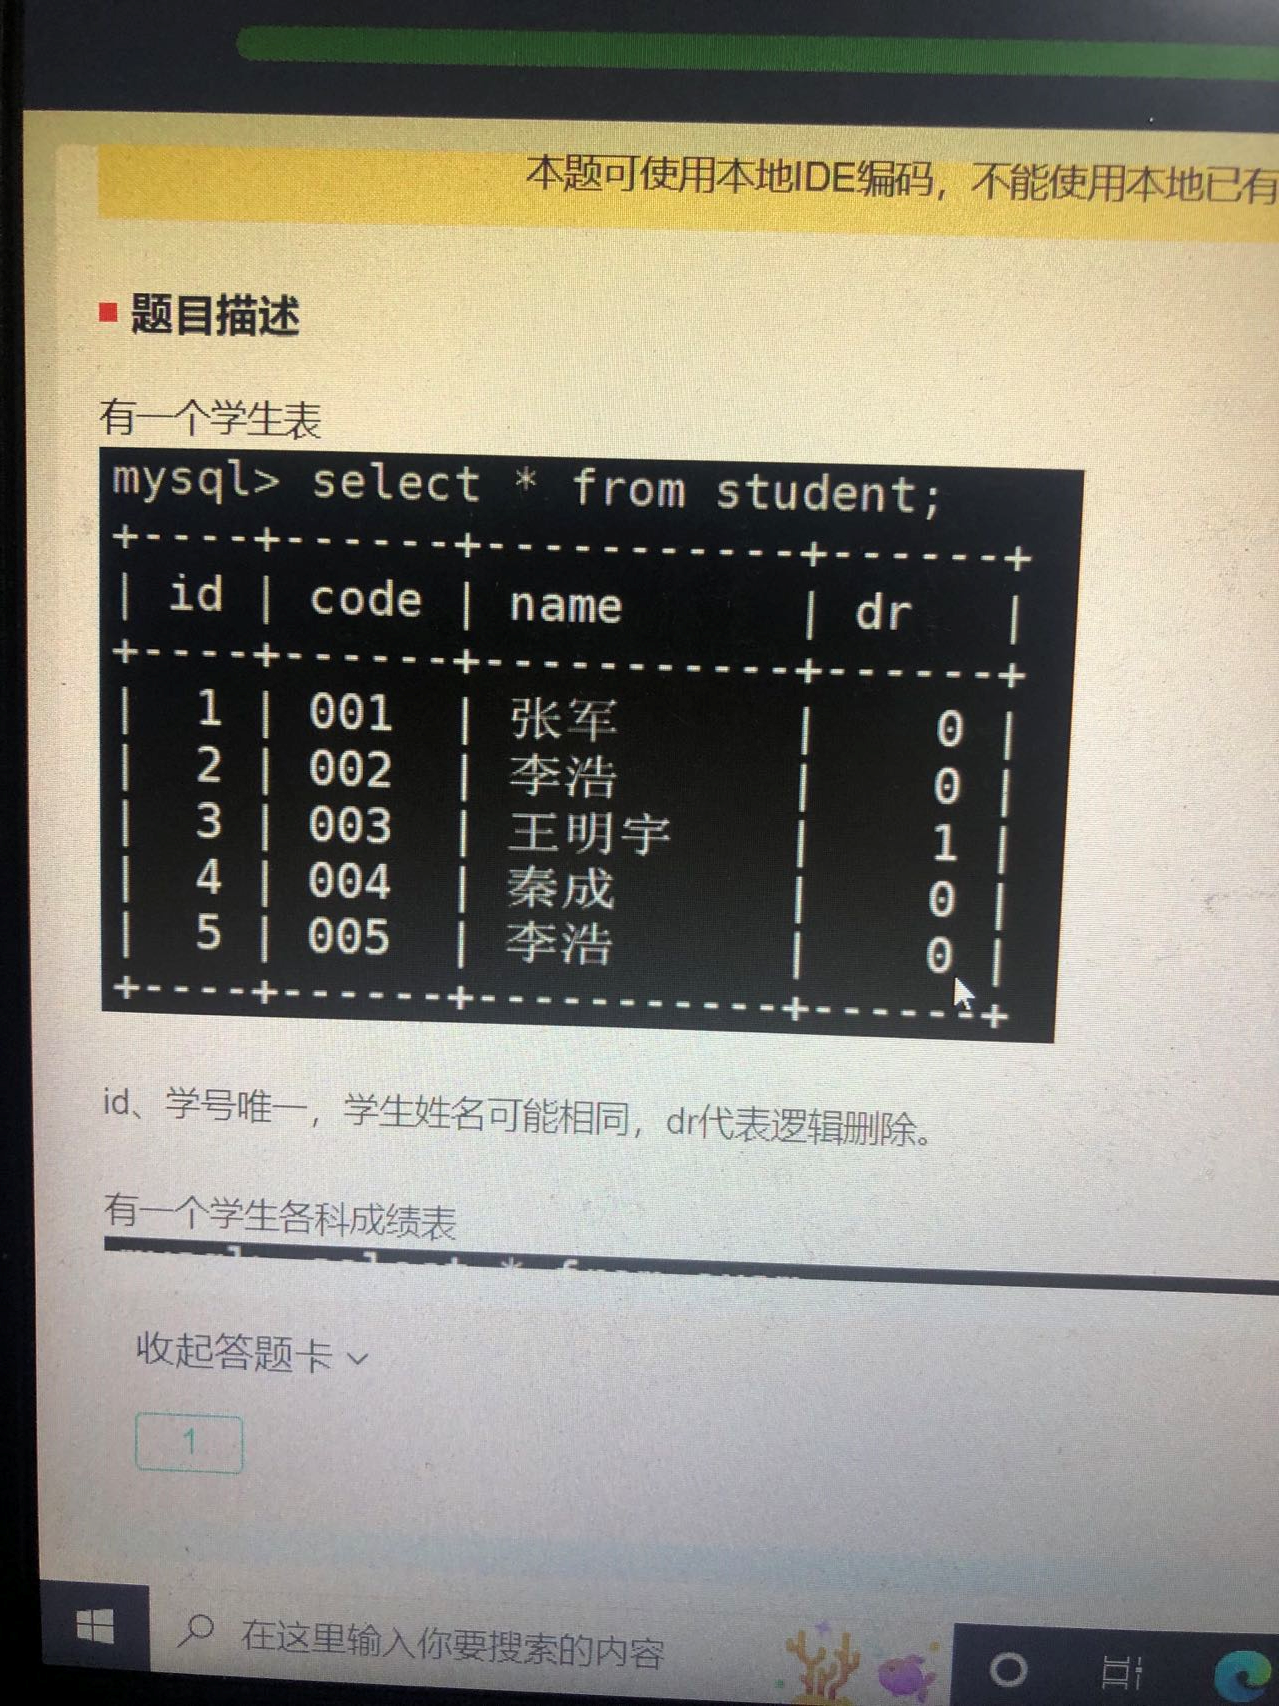 本题可使用本地IDE编码，不能使用本地已有
题目描述
有一个学生表
mysql> select * from student;
+----+------+-----------+------+
| id | code | name | dr |
+----+------+-----------+------+
| 1 | 001 | 张军 | 0 |
| 2 | 002 | 李浩 | 0 |
| 3 | 003 | 王明宇 | 1 |
| 4 | 004 | 秦成 | 0 |
| 5 | 005 | 李浩 | 0 |
+----+------+-----------+------+
id、学号唯一，学生姓名可能相同，dr代表逻辑删除。
有一个学生各科成绩表
收起答题卡
1
在这里输入你要搜索的内容